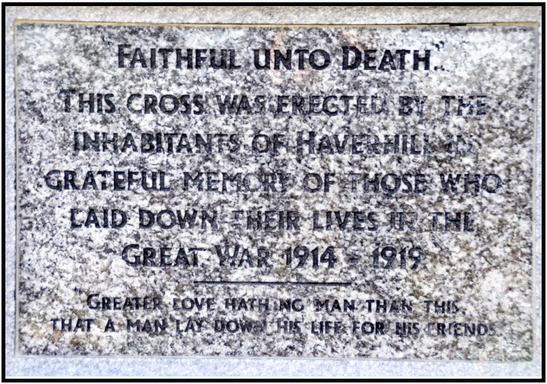 "FAITHFUL UNTO DEATH."
THIS CROSS WAS ERECTED BY THE
INHABITANTS OF HAVERHILL IN
GRATEFUL MEMORY OF THOSE WHO
LAID DOWN THEIR LIVES IN THE
GREAT WAR 1914 - 1919
"GREATER LOVE HATH NO MAN THAN THIS,
THAT A MAN LAY DOWN HIS LIFE FOR HIS FRIENDS"